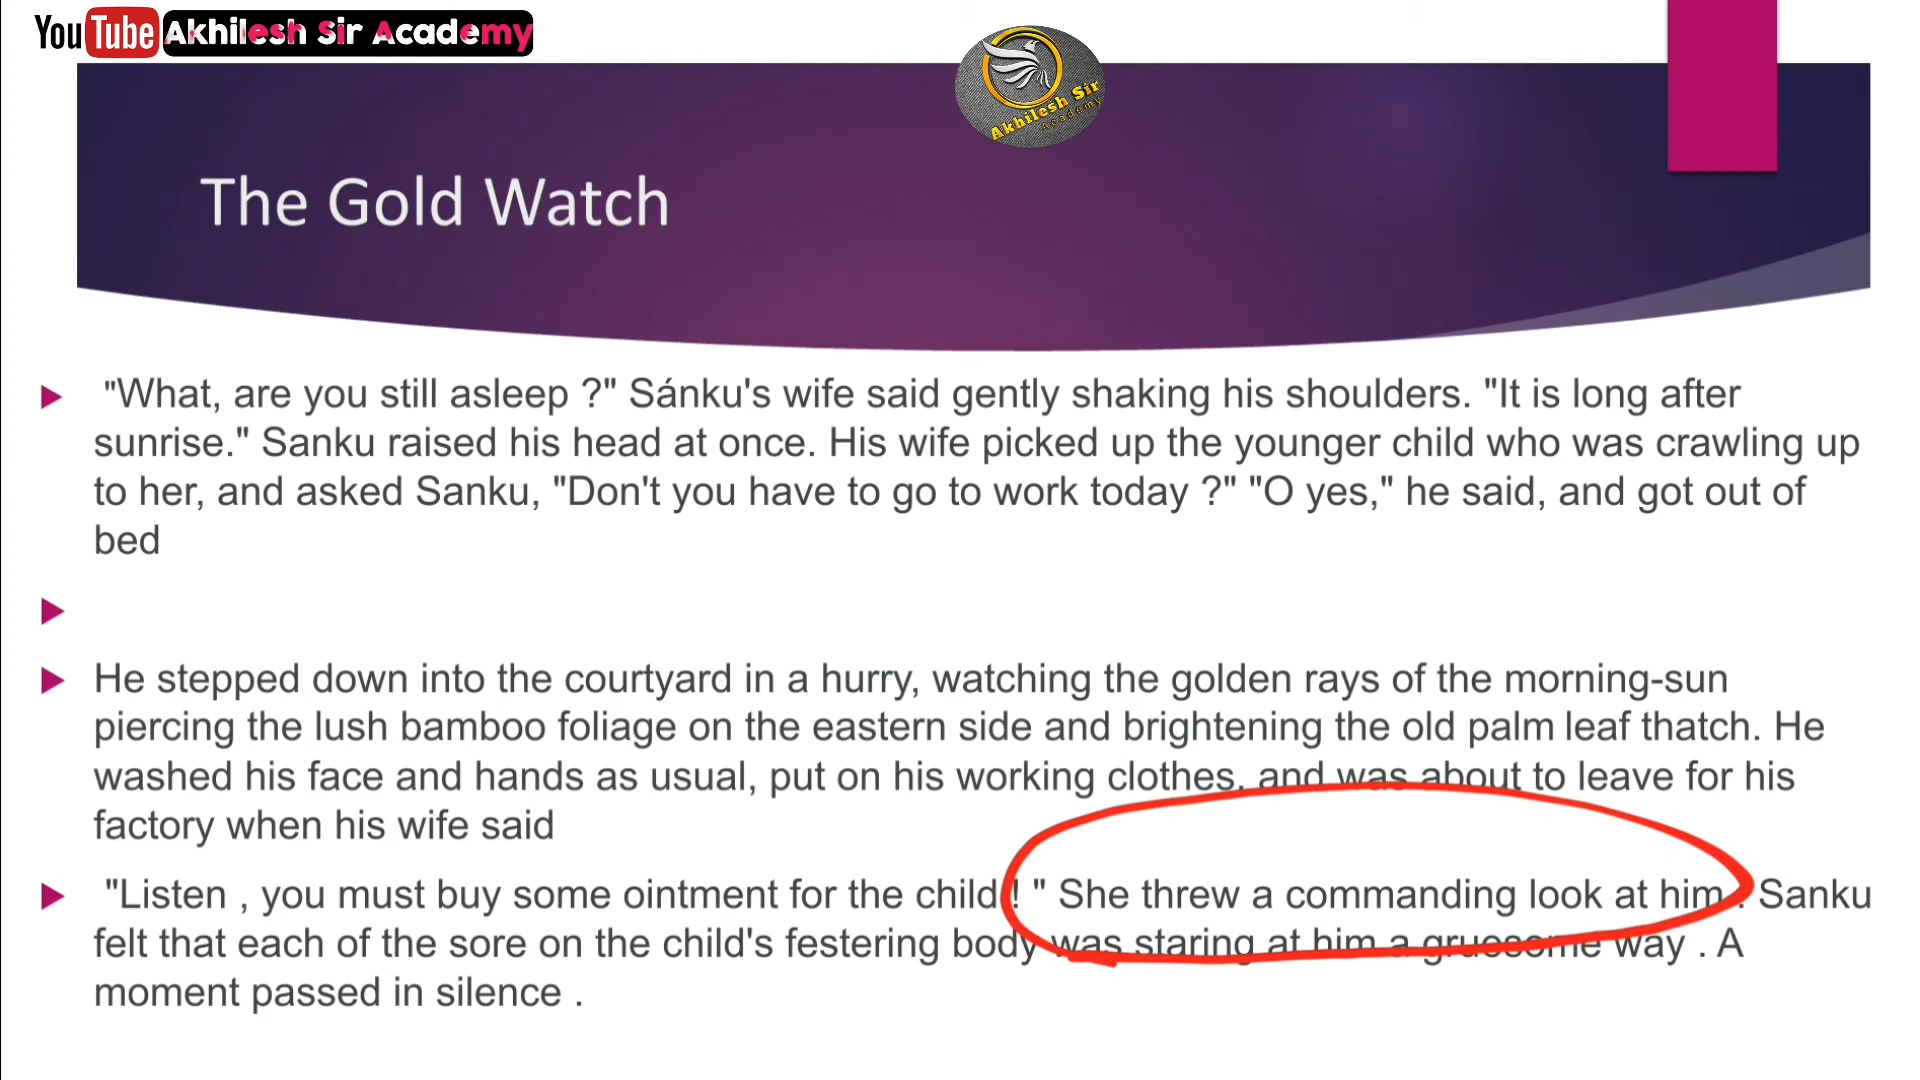 YouTube Akhilesh Sir Academy
Akhilesh Sir
Academy
The Gold Watch
"What, are you still asleep ?" Sánku's wife said gently shaking his shoulders. "It is long after
sunrise." Sanku raised his head at once. His wife picked up the younger child who was crawling up
to her, and asked Sanku, "Don't you have to go to work today ?" "O yes," he said, and got out of
bed
He stepped down into the courtyard in a hurry, watching the golden rays of the morning-sun
piercing the lush bamboo foliage on the eastern side and brightening the old palm leaf thatch. He
washed his face and hands as usual, put on his working clothes, and was about to leave for his
factory when his wife said
"Listen , you must buy some ointment for the child ! " She threw a commanding look at him . Sanku
felt that each of the sore on the child's festering body was staring at him a gruesome way . A
moment passed in silence .